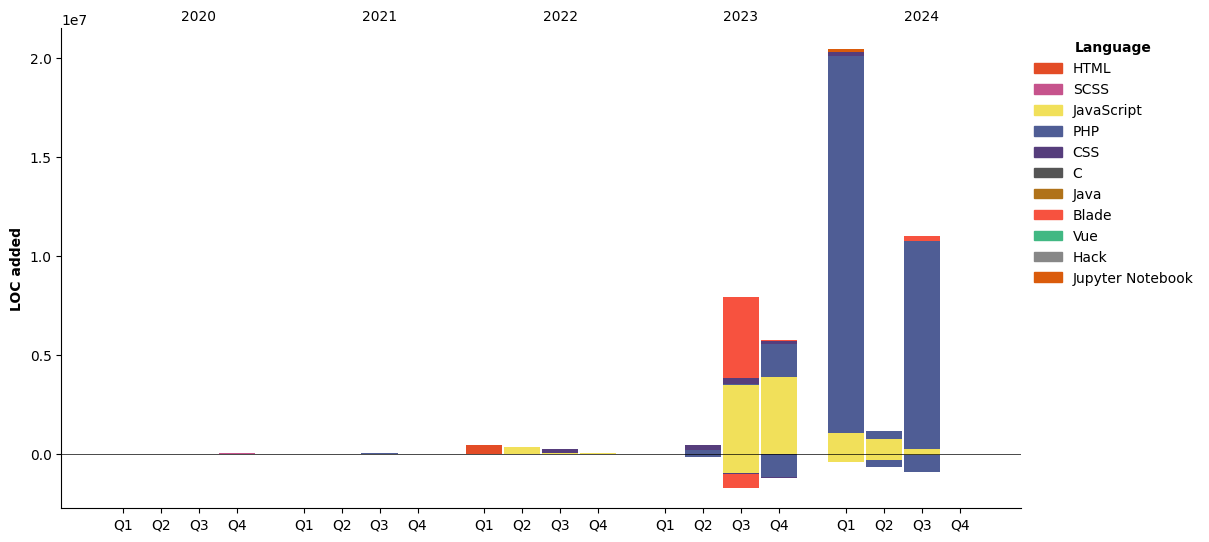 1e7
2020 2021 2022 2023 2024
2.0
1.5
1.0
0.5
0.0
LOC added
Q1 Q2 Q3 Q4 Q1 Q2 Q3 Q4 Q1 Q2 Q3 Q4 Q1 Q2 Q3 Q4 Q1 Q2 Q3 Q4
Language
HTML
SCSS
JavaScript
PHP
CSS
C
Java
Blade
Vue
Hack
Jupyter Notebook